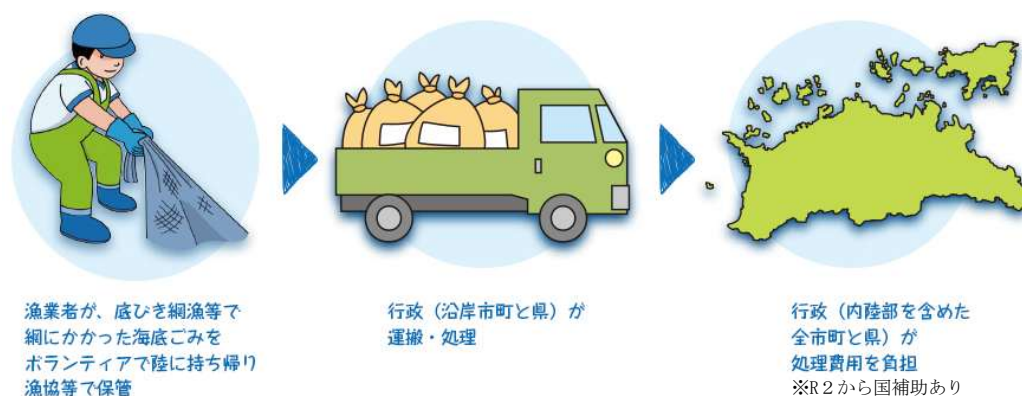 漁業者が、底びき網漁等で
網にかかった海底ごみを
ボランティアで陸に持ち帰り
漁協等で保管
行政（沿岸市町と県）が
運搬・処理
行政（内陸部を含めた
全市町と県）が
処理費用を負担
※R２から国補助あり